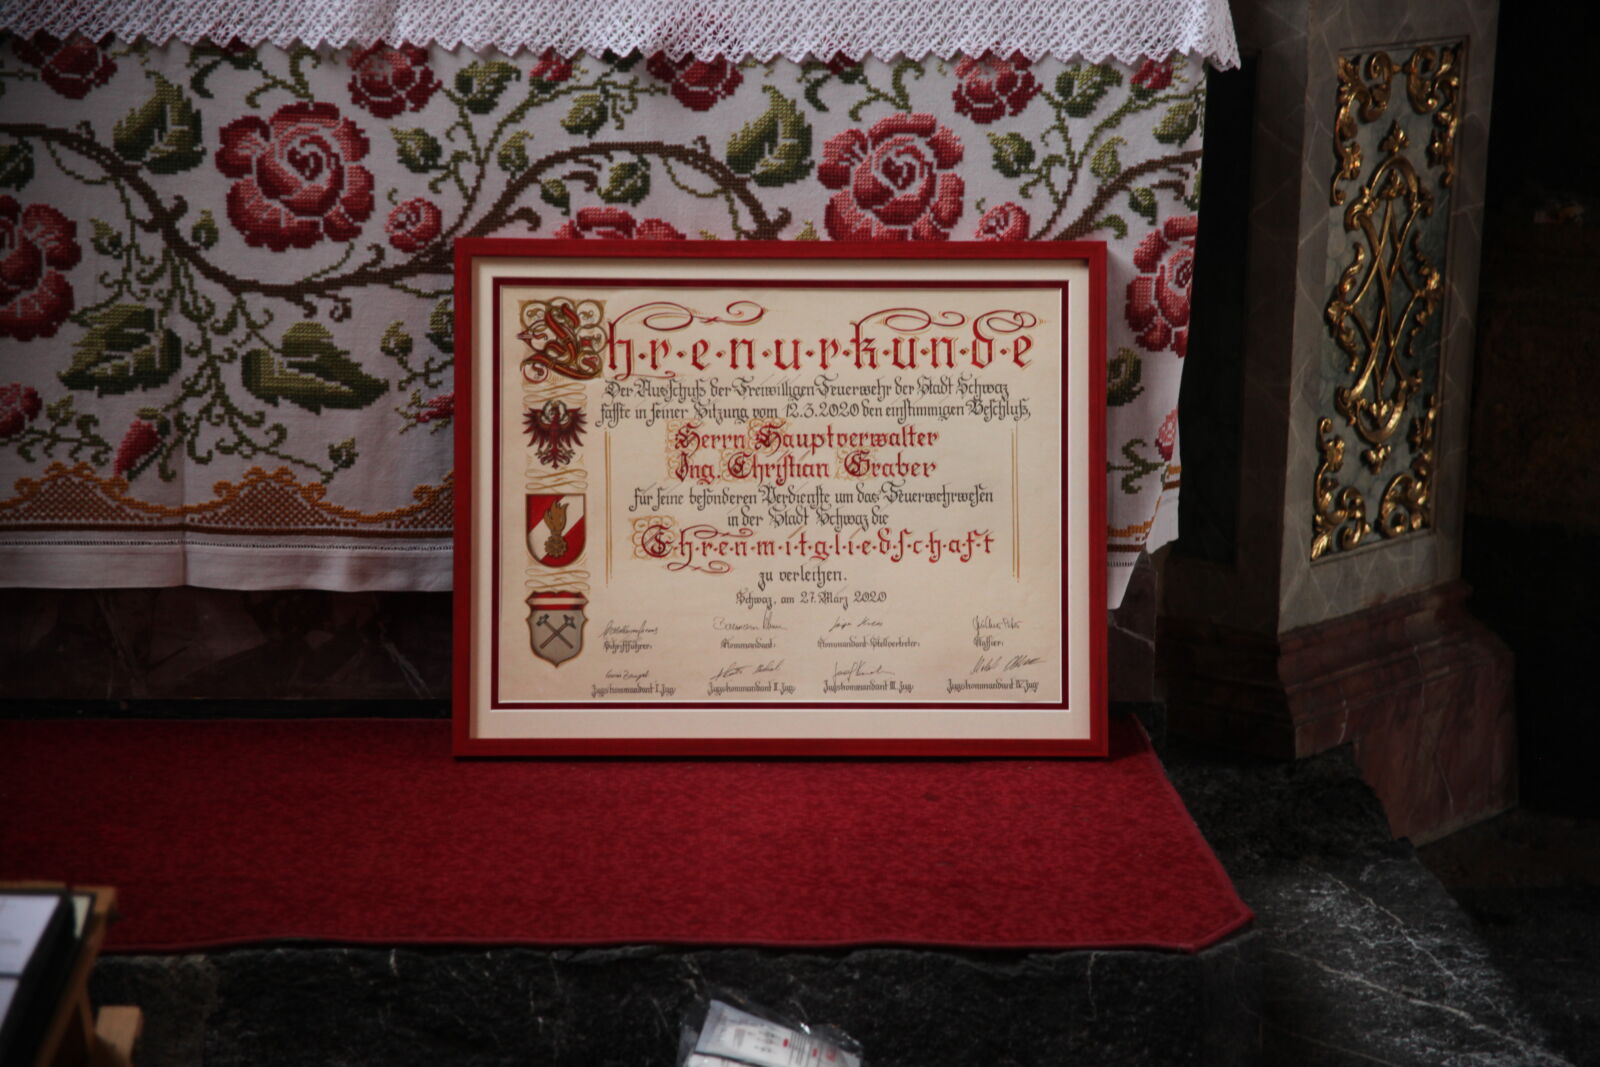 Ehrenurkunde
Der Ausschuß der Freiwilligen Feuerwehr der Stadt Schwaz
faßte in seiner Sitzung vom 12.3.2020 den einstimmigen Beschluß,
Herrn Hauptverwalter
Ing. Christian Graber
für seine besonderen Verdienste um das Feuerwehrwesen
in der Stadt Schwaz die
Ehrenmitgliedschaft
zu verleihen.
Schwaz, am 27. März 2020
Schriftführer: Kommandant: Kommandant-Stellvertreter: Kassier:
Zugskommandant I. Zug Zugskommandant II. Zug Zugskommandant III. Zug Zugskommandant IV. Zug